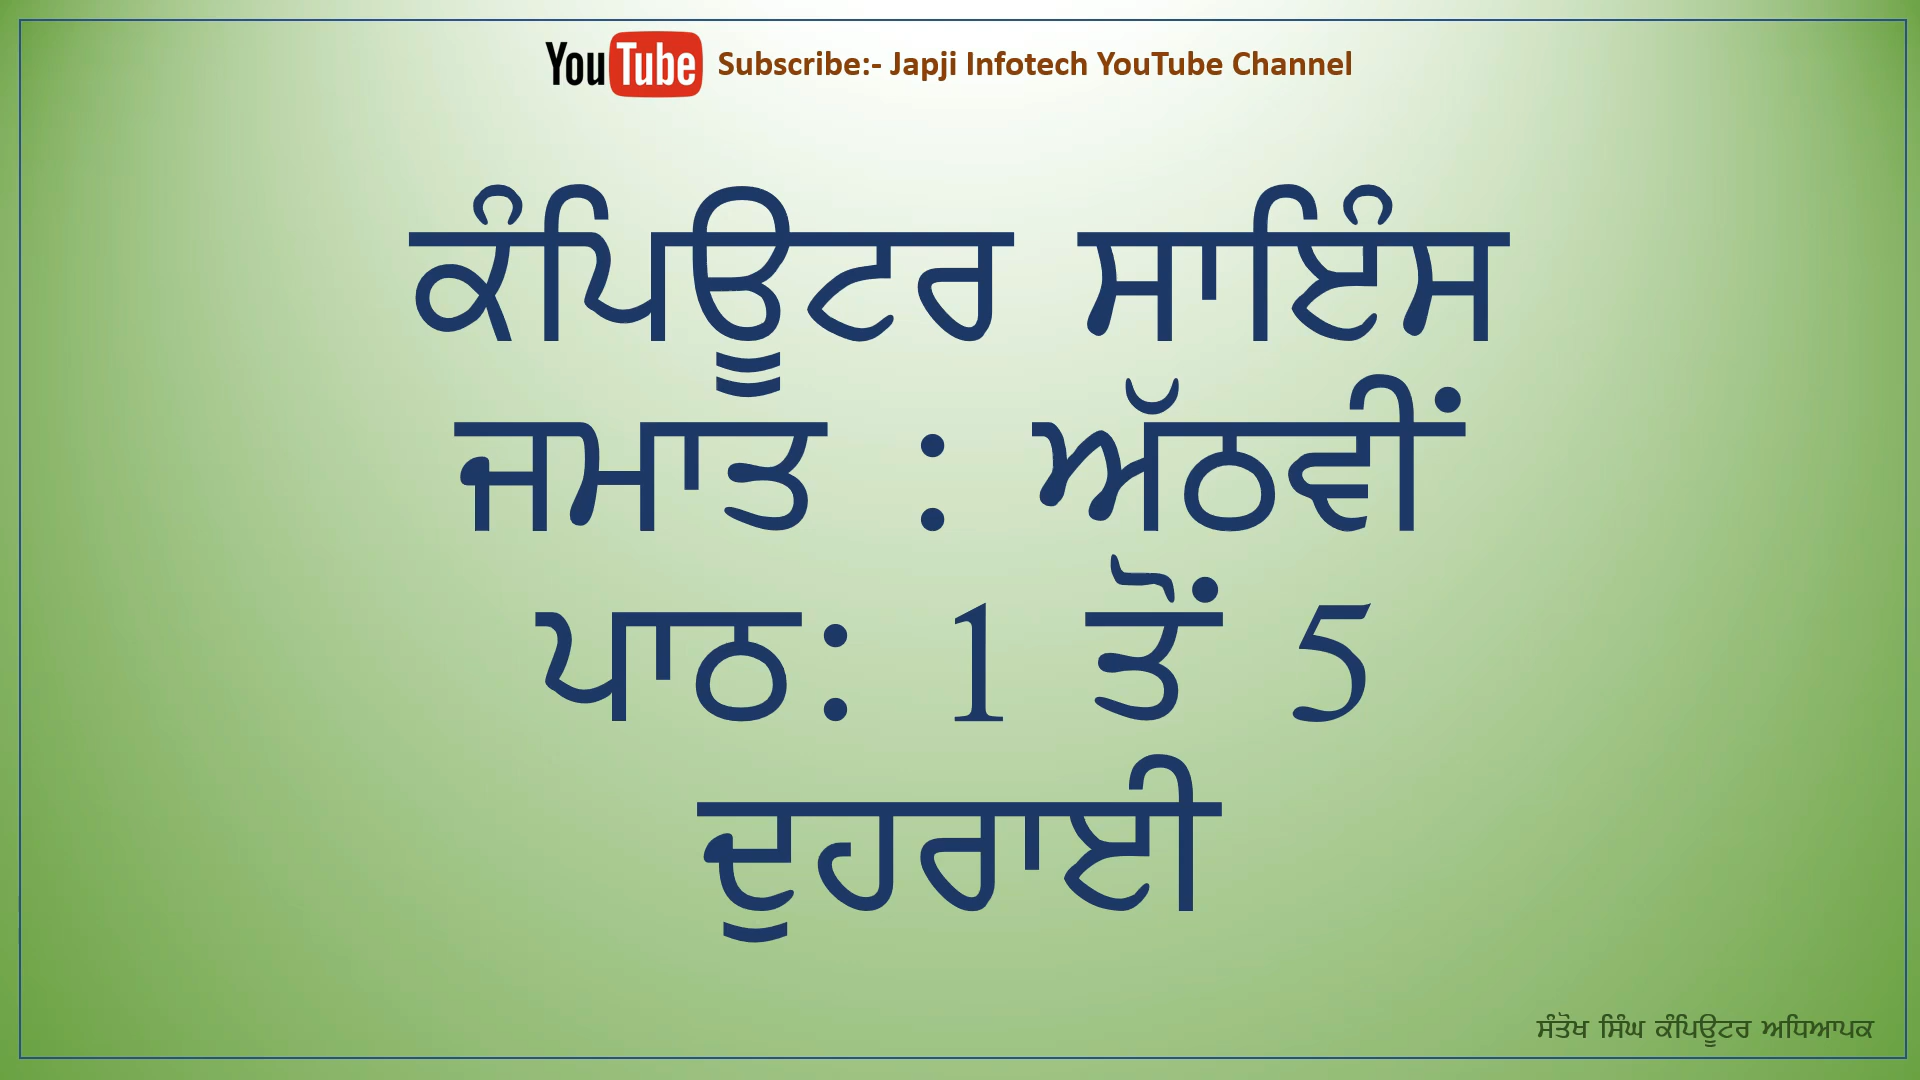 YouTube Subscribe:- Japji Infotech YouTube Channel
ਕੰਪਿਊਟਰ ਸਾਇੰਸ
ਜਮਾਤ : ਅੱਠਵੀਂ
ਪਾਠ: 1 ਤੋਂ 5
ਦੁਹਰਾਈ
ਸੰਤੋਖ ਸਿੰਘ ਕੰਪਿਊਟਰ ਅਧਿਆਪਕ